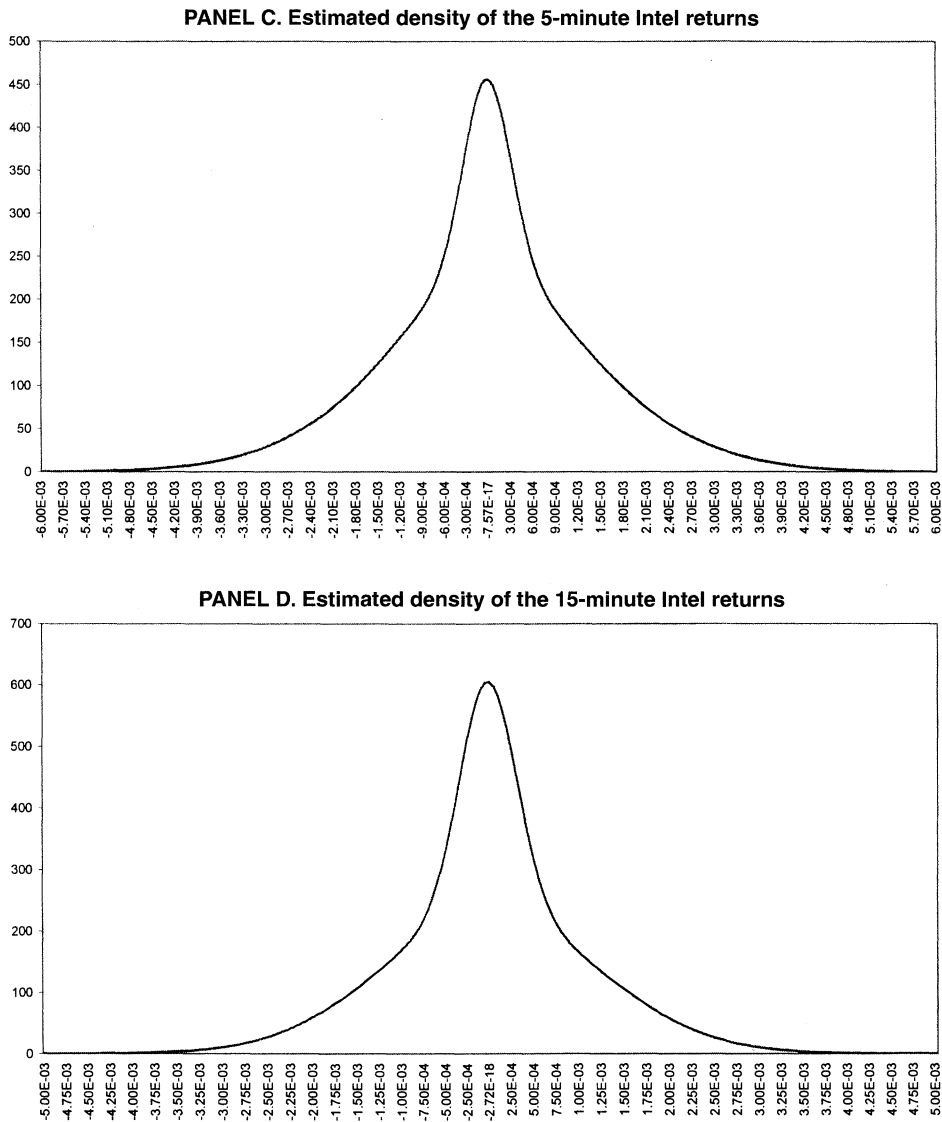 PANEL C. Estimated density of the 5-minute Intel returns
500
450
400
350
300
250
200
150
100
50
0
-6.00E-03
-5.70E-03
-5.40E-03
-5.10E-03
-4.80E-03
-4.50E-03
-4.20E-03
-3.90E-03
-3.60E-03
-3.30E-03
-3.00E-03
-2.70E-03
-2.40E-03
-2.10E-03
-1.80E-03
-1.50E-03
-1.20E-03
-9.00E-04
-6.00E-04
-3.00E-04
-7.57E-17
3.00E-04
6.00E-04
9.00E-04
1.20E-03
1.50E-03
1.80E-03
2.10E-03
2.40E-03
2.70E-03
3.00E-03
3.30E-03
3.60E-03
3.90E-03
4.20E-03
4.50E-03
4.80E-03
5.10E-03
5.40E-03
5.70E-03
6.00E-03
PANEL D. Estimated density of the 15-minute Intel returns
700
600
500
400
300
200
100
0
-5.00E-03
-4.75E-03
-4.50E-03
-4.25E-03
-4.00E-03
-3.75E-03
-3.50E-03
-3.25E-03
-3.00E-03
-2.75E-03
-2.50E-03
-2.25E-03
-2.00E-03
-1.75E-03
-1.50E-03
-1.25E-03
-1.00E-03
-7.50E-04
-5.00E-04
-2.50E-04
-2.72E-18
2.50E-04
5.00E-04
7.50E-04
1.00E-03
1.25E-03
1.50E-03
1.75E-03
2.00E-03
2.25E-03
2.50E-03
2.75E-03
3.00E-03
3.25E-03
3.50E-03
3.75E-03
4.00E-03
4.25E-03
4.50E-03
4.75E-03
5.00E-03